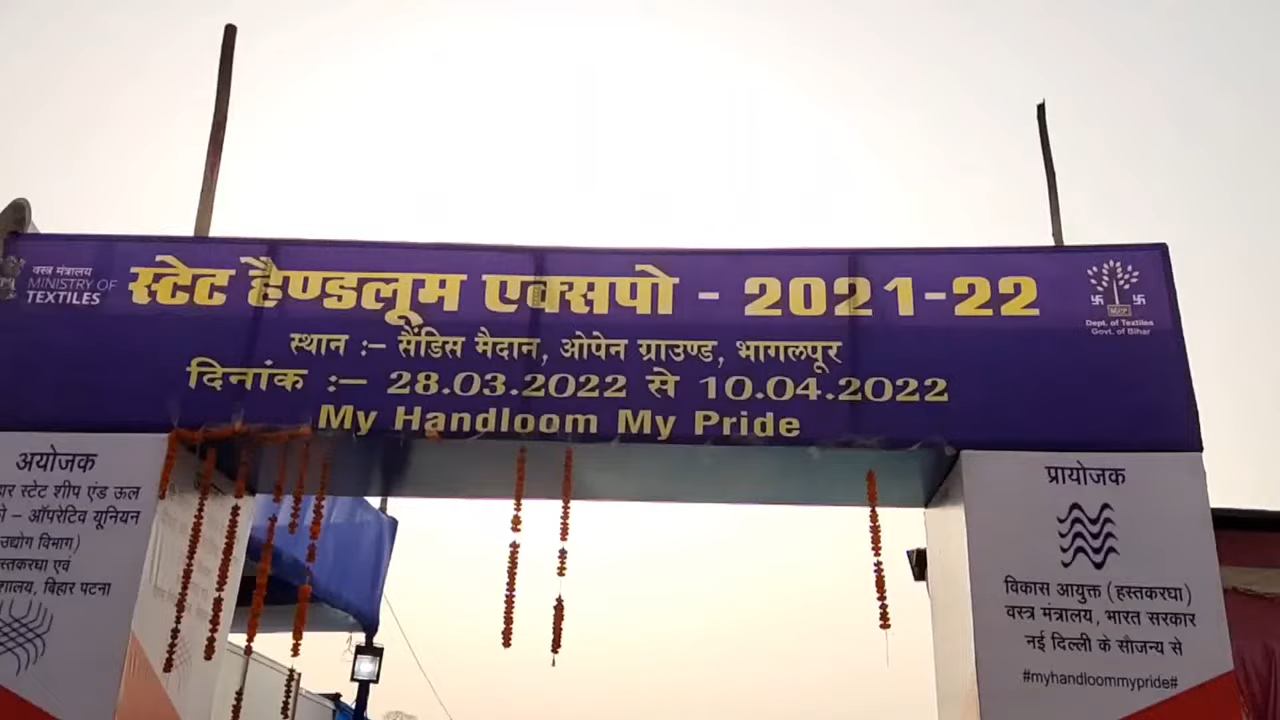 वस्त्र मंत्रालय
MINISTRY OF
TEXTILES
स्टेट हैण्डलूम एक्सपो - 2021-22
स्थान :– सैंडिस मैदान, ओपेन ग्राउण्ड, भागलपूर
दिनांक :– 28.03.2022 से 10.04.2022
My Handloom My Pride
Dept. of Textiles
Govt. of Bihar
अयोजक
स्टेट शीप एंड ऊल
– ऑपरेटिव यूनियन
उद्योग विभाग)
एवं
बिहार पटना
प्रायोजक
विकास आयुक्त (हस्तकरघा)
वस्त्र मंत्रालय, भारत सरकार
नई दिल्ली के सौजन्य से
#myhandloommypride#